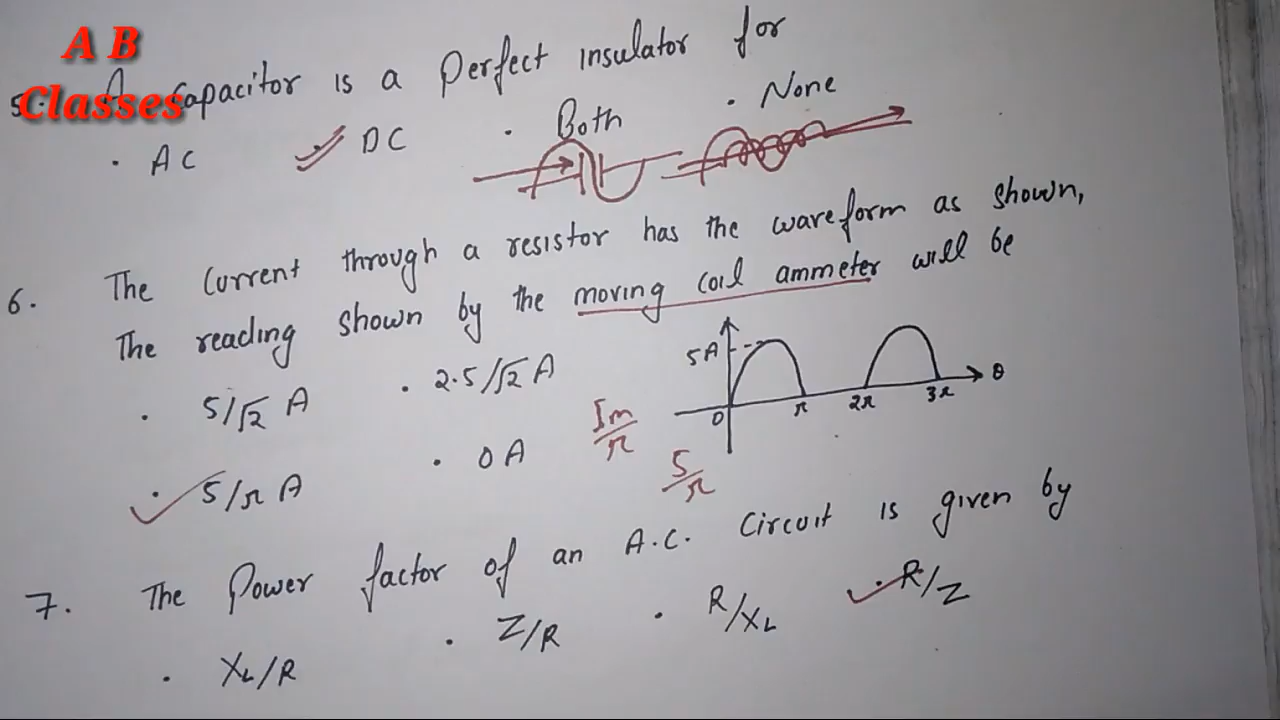 A B
Classes
5. A capacitor is a perfect insulator for
· AC · DC · Both · None
6. The current through a resistor has the waveform as shown,
The reading shown by the moving coil ammeter will be
· 5/√2 A · 2.5/√2 A
· 5/π A · 0 A
5A
0 π 2π 3π θ
Im/π
5/π
7. The Power factor of an A.C. Circuit is given by
· XL/R · Z/R · R/XL · R/Z